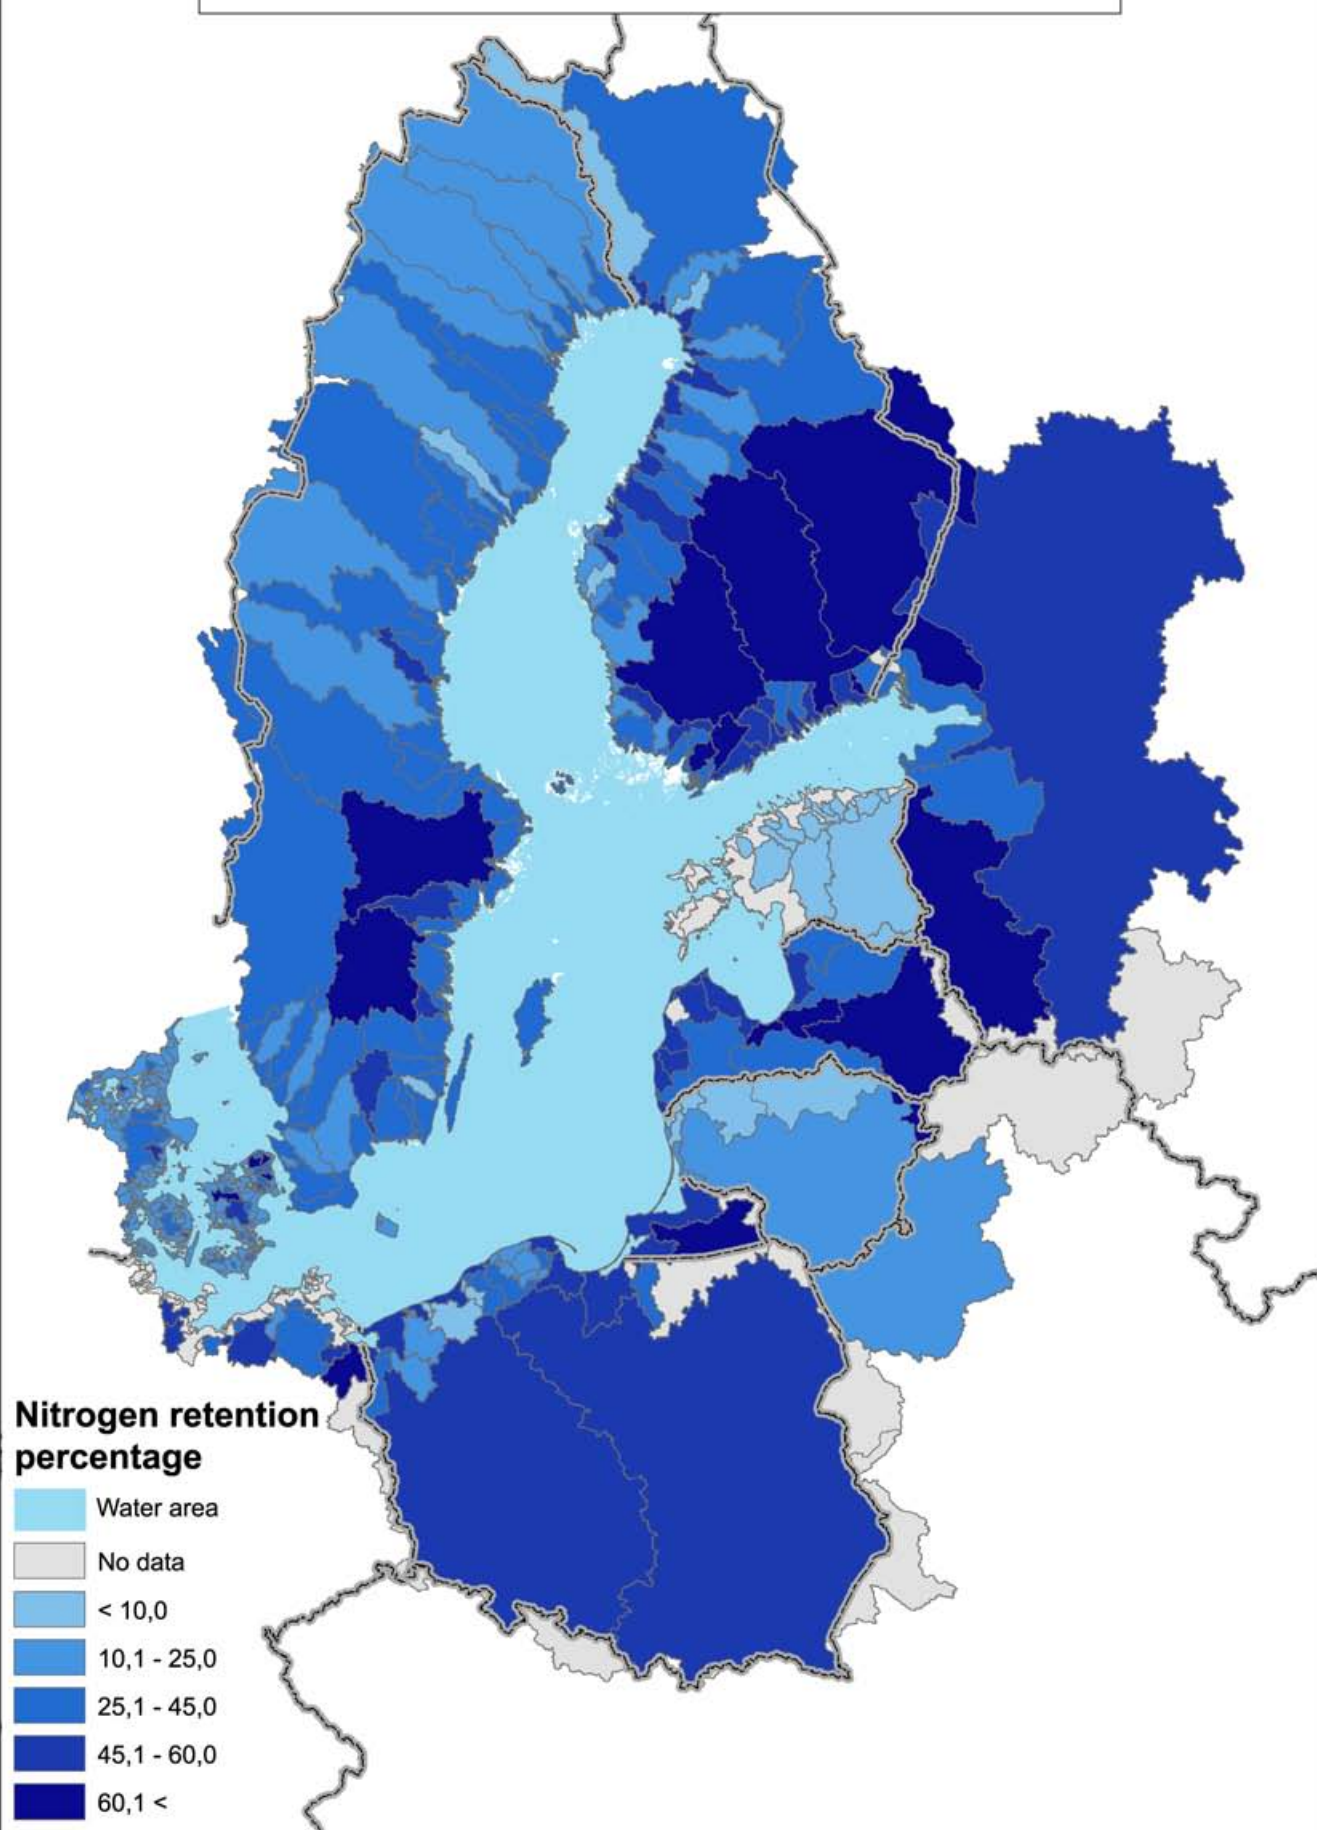 Nitrogen retention
percentage
Water area
No data
< 10,0
10,1 - 25,0
25,1 - 45,0
45,1 - 60,0
60,1 <